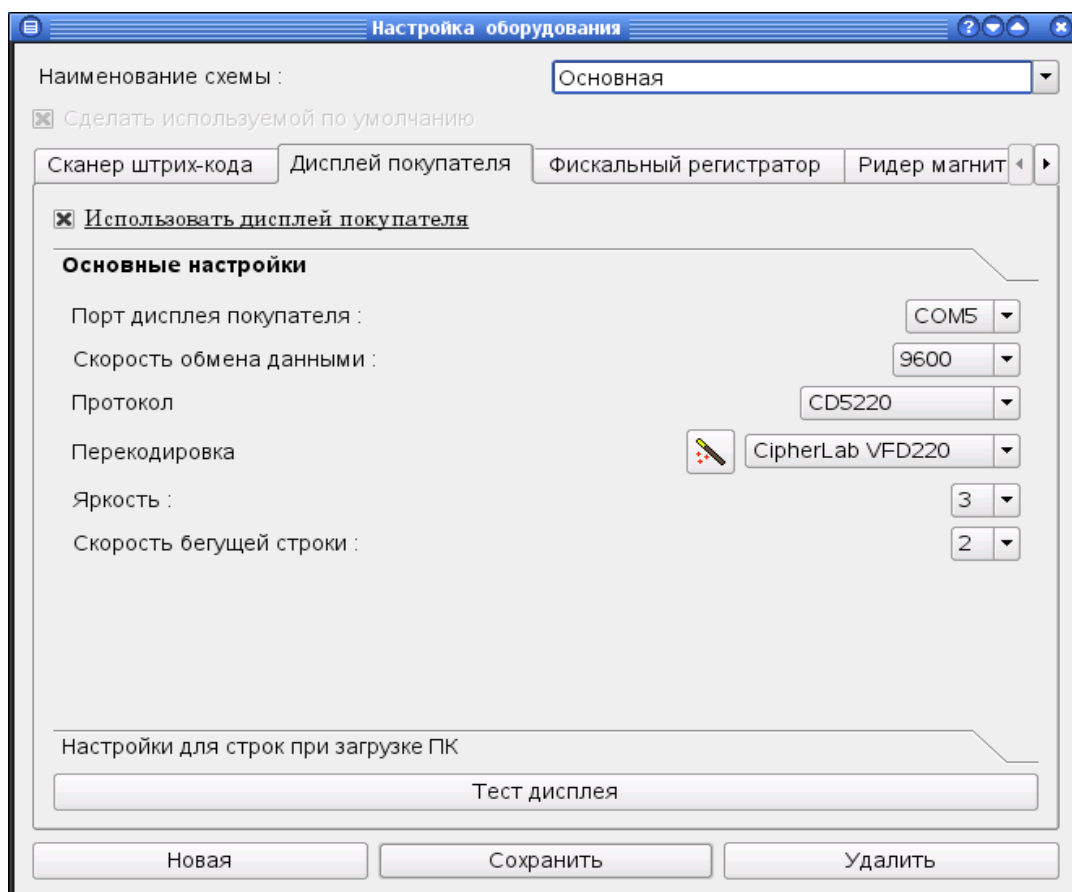 Настройка оборудования
Наименование схемы : Основная
Сделать используемой по умолчанию
Сканер штрих-кода Дисплей покупателя Фискальный регистратор Ридер магнит
Использовать дисплей покупателя
Основные настройки
Порт дисплея покупателя : COM5
Скорость обмена данными : 9600
Протокол CD5220
Перекодировка CipherLab VFD220
Яркость : 3
Скорость бегущей строки : 2
Настройки для строк при загрузке ПК
Тест дисплея
Новая Сохранить Удалить